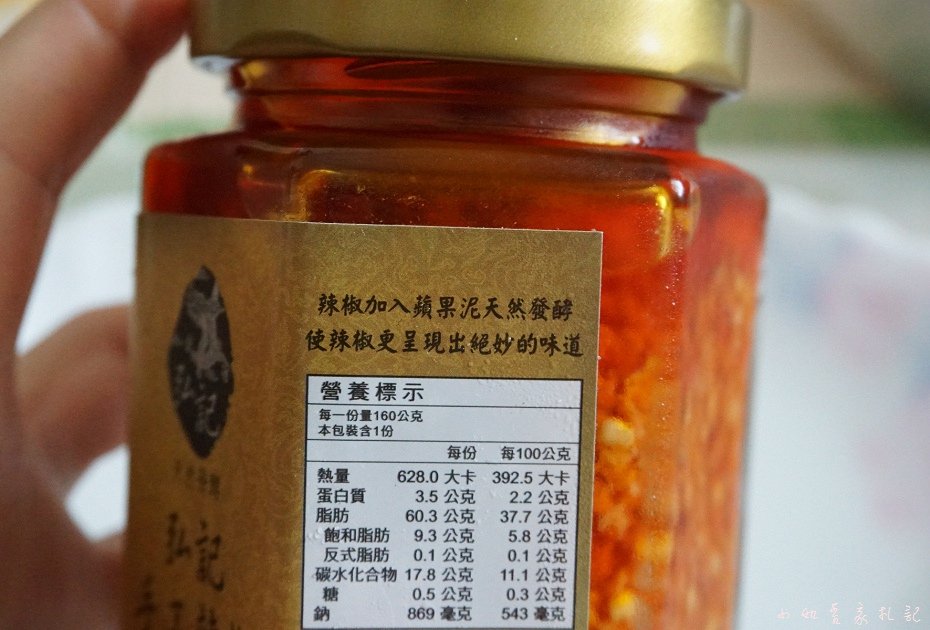 辣椒加入蘋果泥天然發酵
使辣椒更呈現出絕妙的味道
營養標示
每一份量160公克
本包裝含1份
每份 每100公克
熱量 628.0 大卡 392.5 大卡
蛋白質 3.5 公克 2.2 公克
脂肪 60.3 公克 37.7 公克
飽和脂肪 9.3 公克 5.8 公克
反式脂肪 0.1 公克 0.1 公克
碳水化合物 17.8 公克 11.1 公克
糖 0.5 公克 0.3 公克
鈉 869 毫克 543 毫克
弘記
弘記